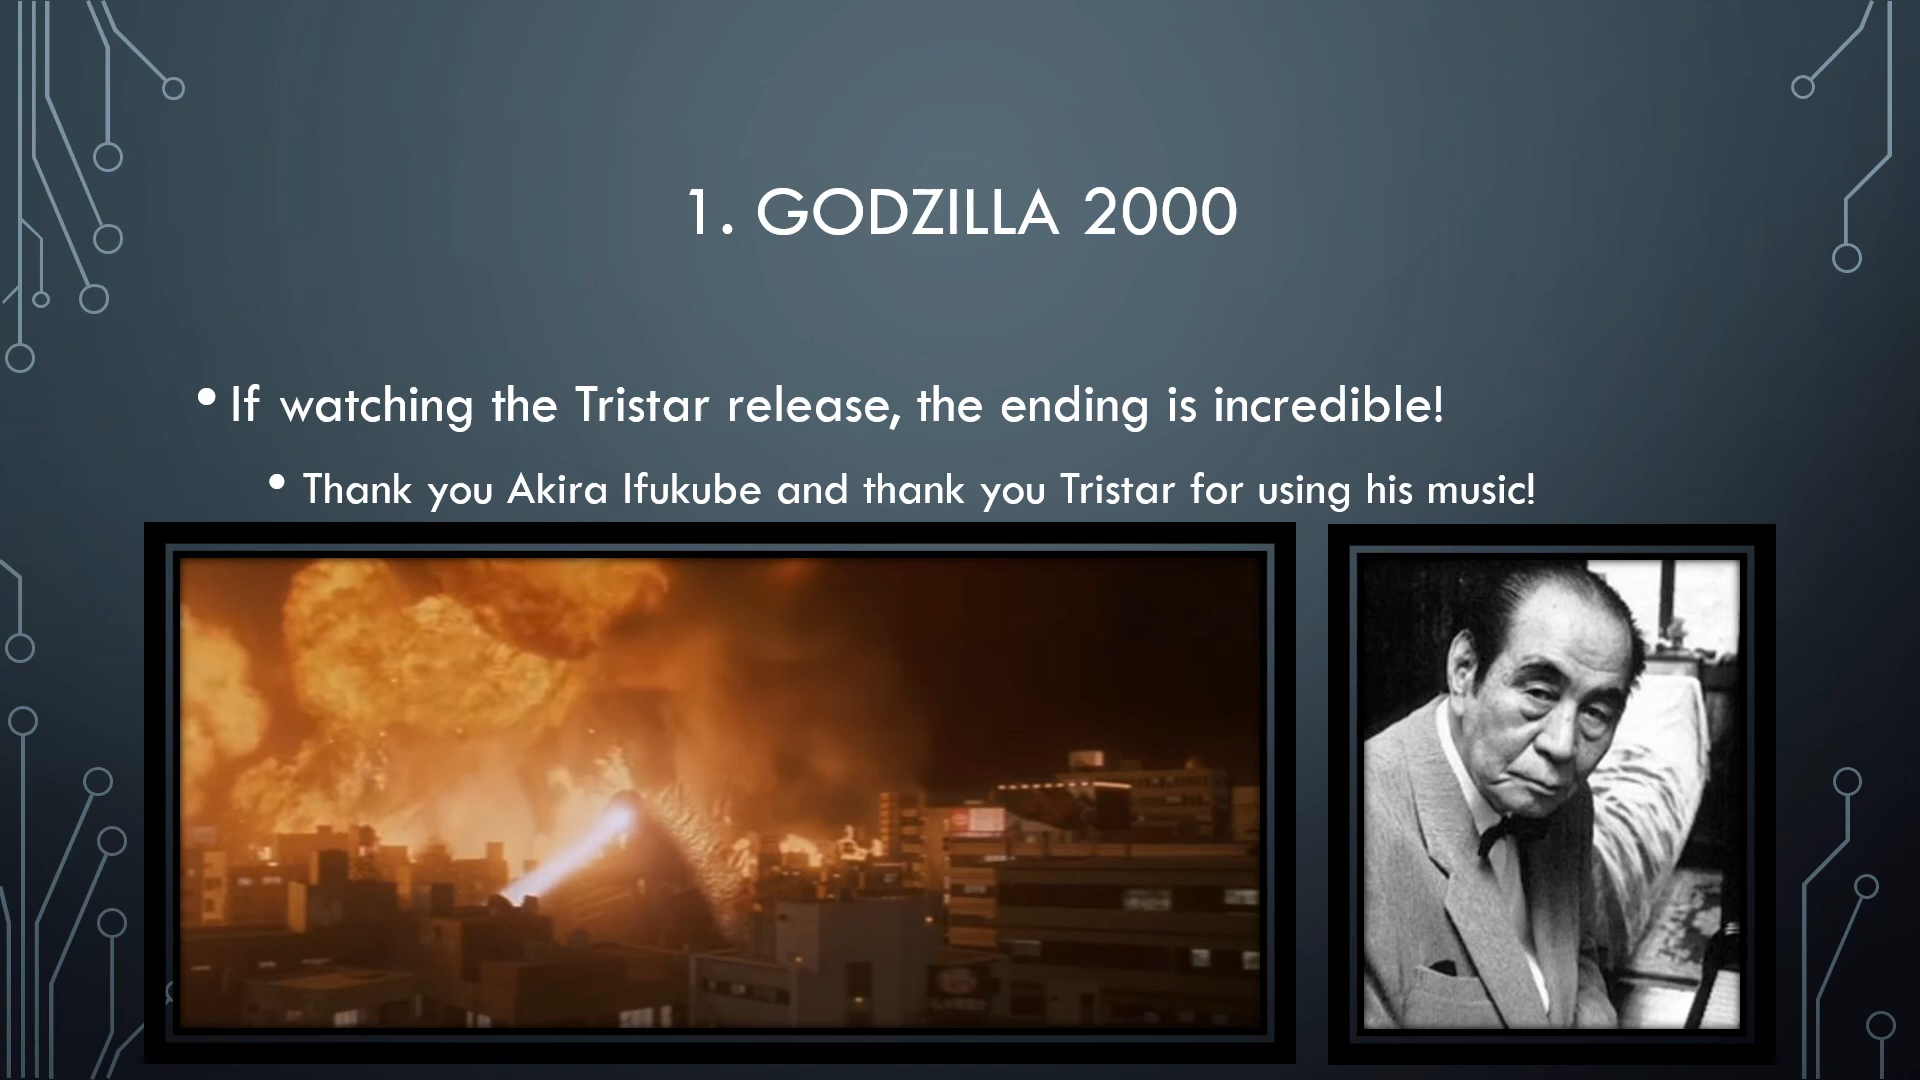 1. GODZILLA 2000
• If watching the Tristar release, the ending is incredible!
• Thank you Akira Ifukube and thank you Tristar for using his music!